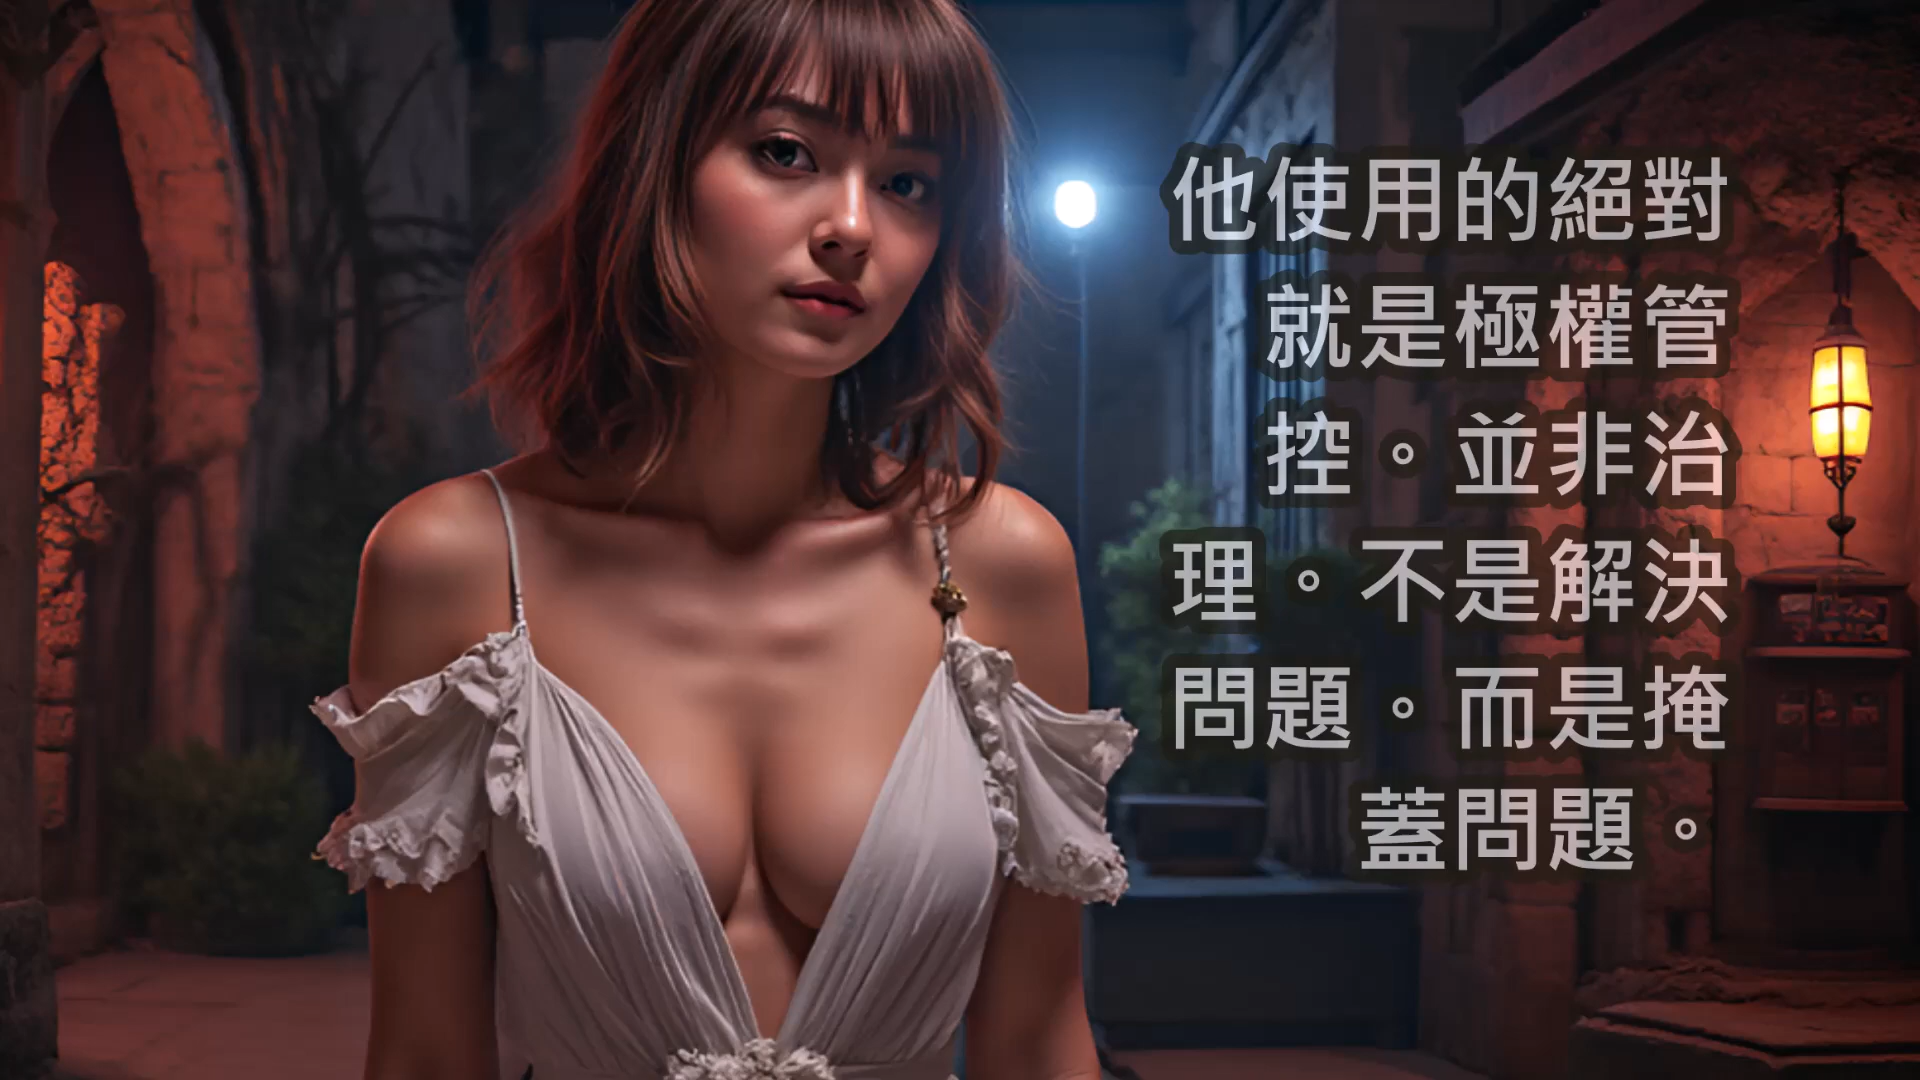 他使用的絕對
就是極權管
控。並非治
理。不是解決
問題。而是掩
蓋問題。